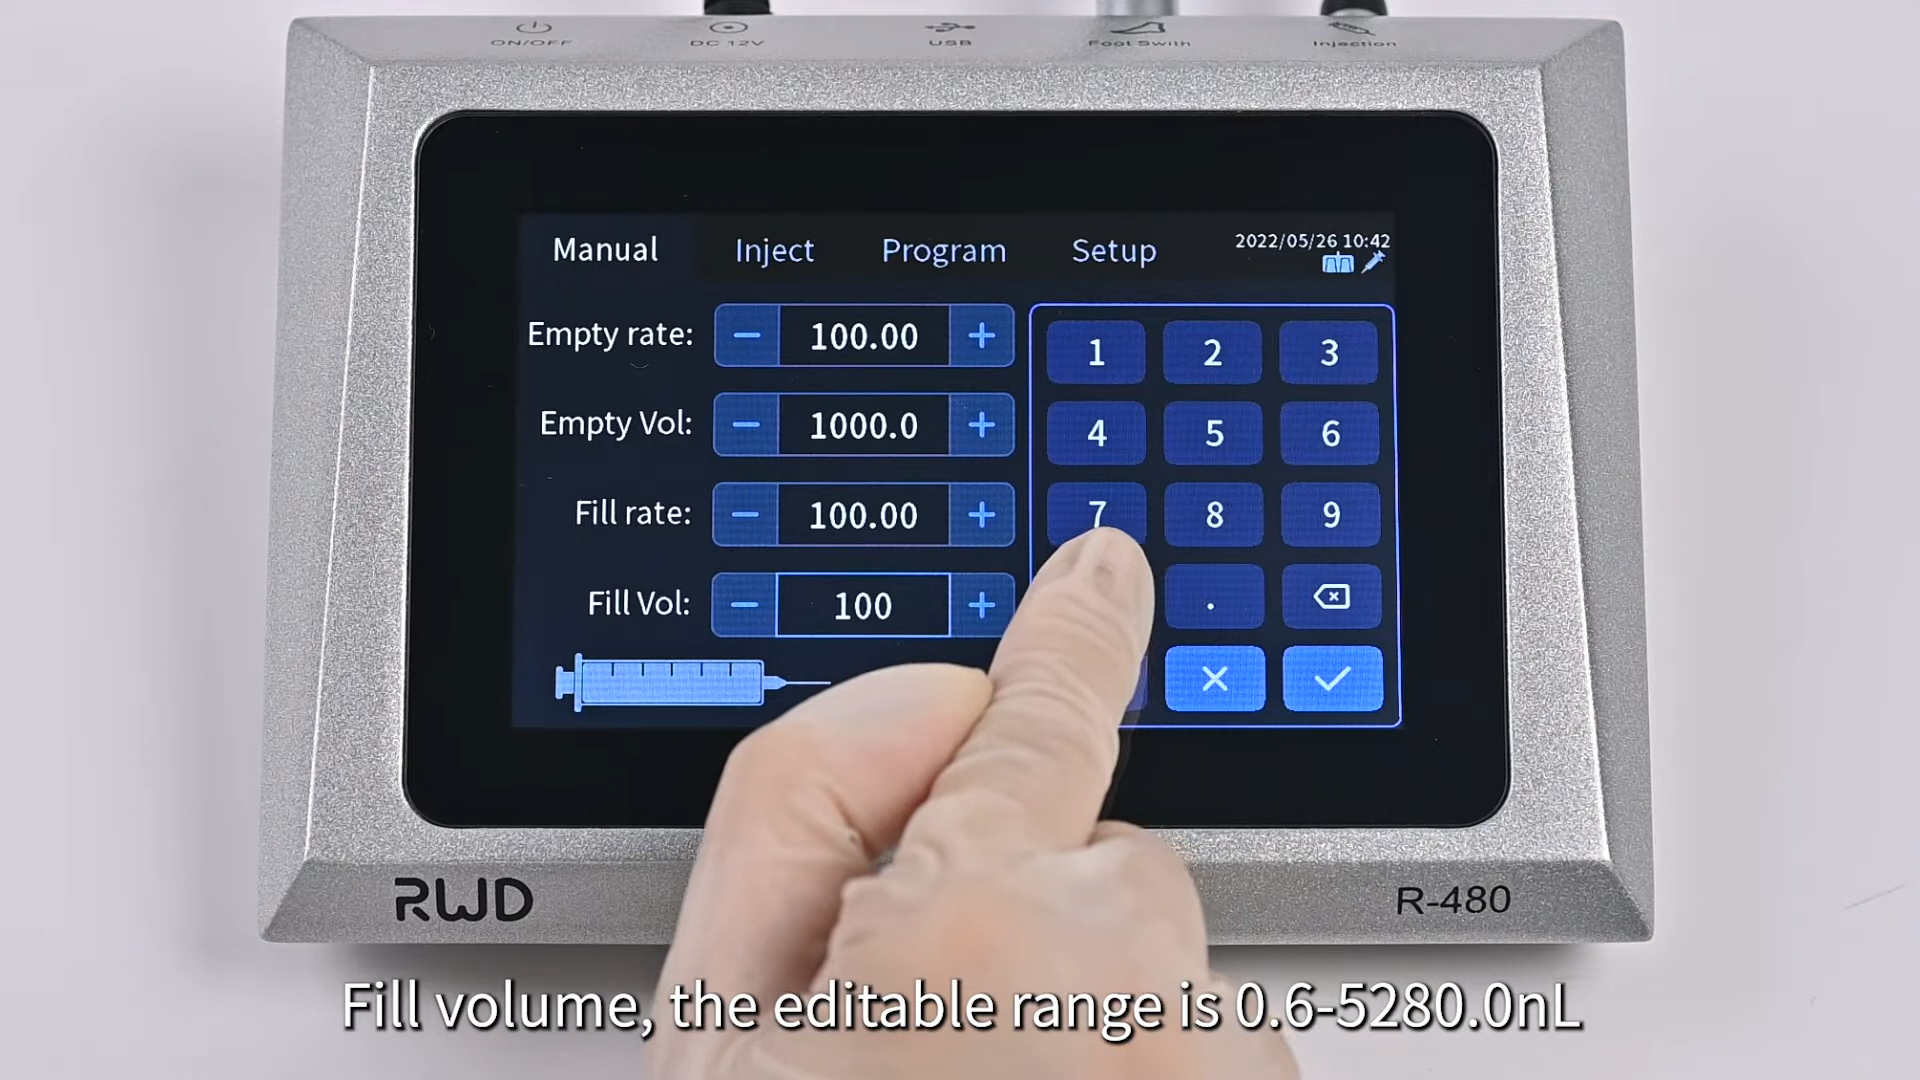 ON/OFF
DC 12V
USB
Foot Swith
Injection
Manual
Inject
Program
Setup
2022/05/26 10:42
Empty rate:
−
100.00
+
Empty Vol:
−
1000.0
+
Fill rate:
−
100.00
+
Fill Vol:
−
100
+
1
2
3
4
5
6
7
8
9
.
RWD
R-480
Fill volume, the editable range is 0.6-5280.0nL